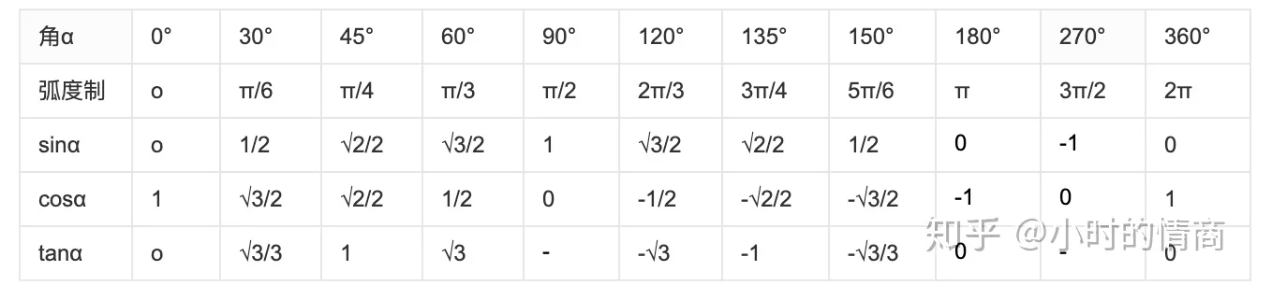 角α 0° 30° 45° 60° 90° 120° 135° 150° 180° 270° 360°
弧度制 o π/6 π/4 π/3 π/2 2π/3 3π/4 5π/6 π 3π/2 2π
sinα o 1/2 √2/2 √3/2 1 √3/2 √2/2 1/2 0 -1 0
cosα 1 √3/2 √2/2 1/2 0 -1/2 -√2/2 -√3/2 -1 0 1
tanα o √3/3 1 √3 - -√3 -1 -√3/3 0 - 0
知乎 @小时的情商